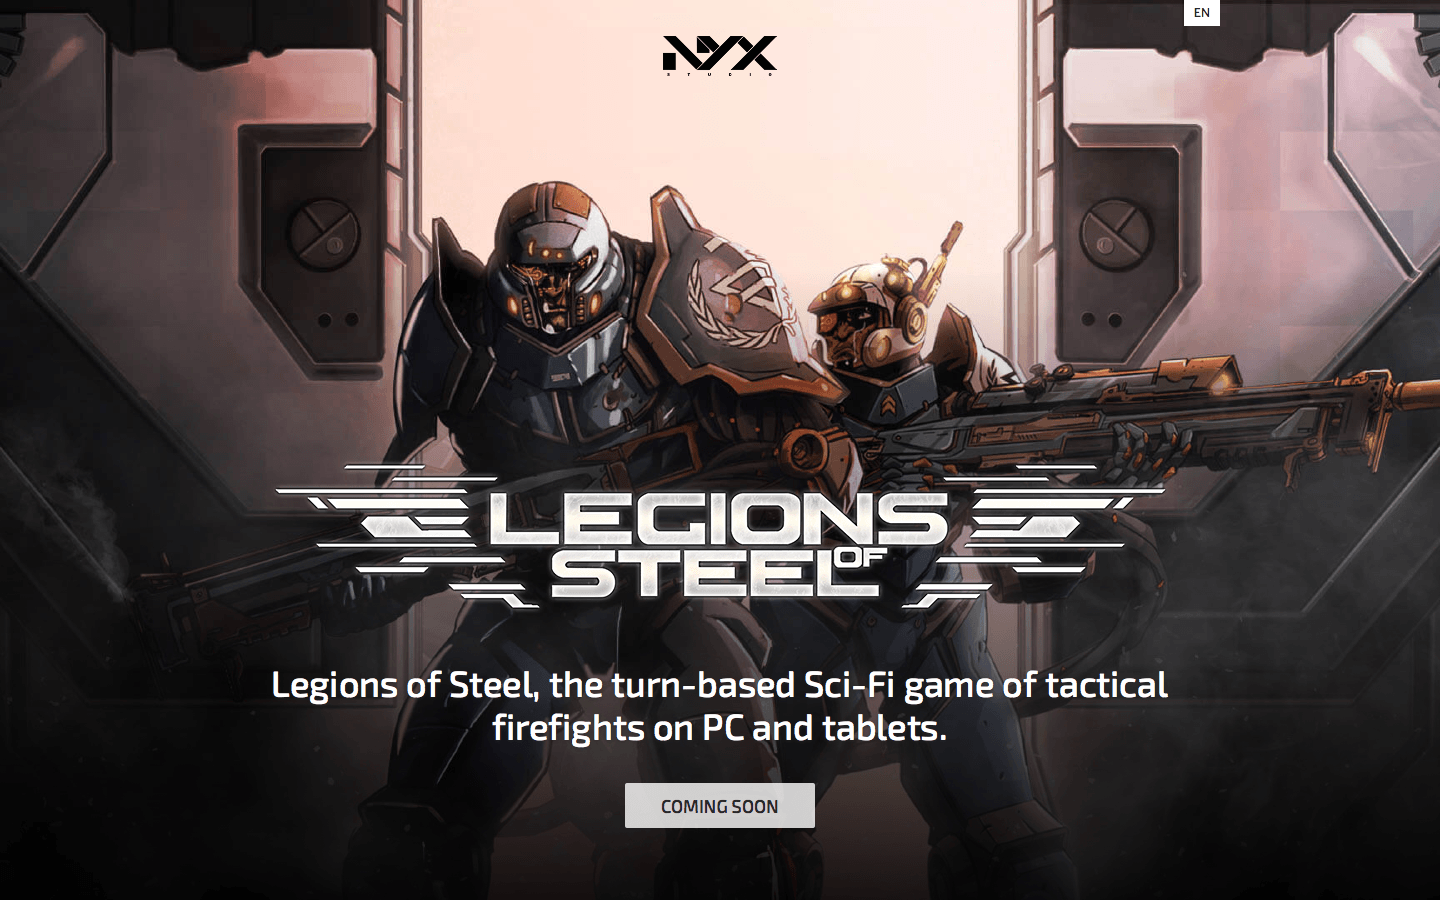 EN
NYX
STUDIO
LEGIONS
OF
STEEL
Legions of Steel, the turn-based Sci-Fi game of tactical
firefights on PC and tablets.
COMING SOON